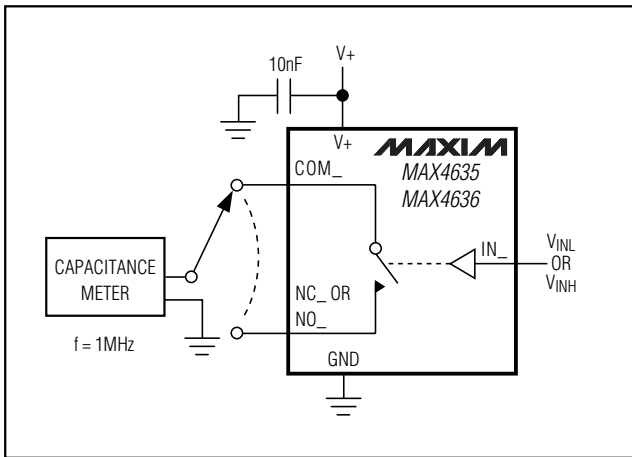 10nF
V+
V+
MAXIM
COM_
MAX4635
MAX4636
CAPACITANCE
METER
f = 1MHz
NC_ OR
NO_
IN_
VINL
OR
VINH
GND